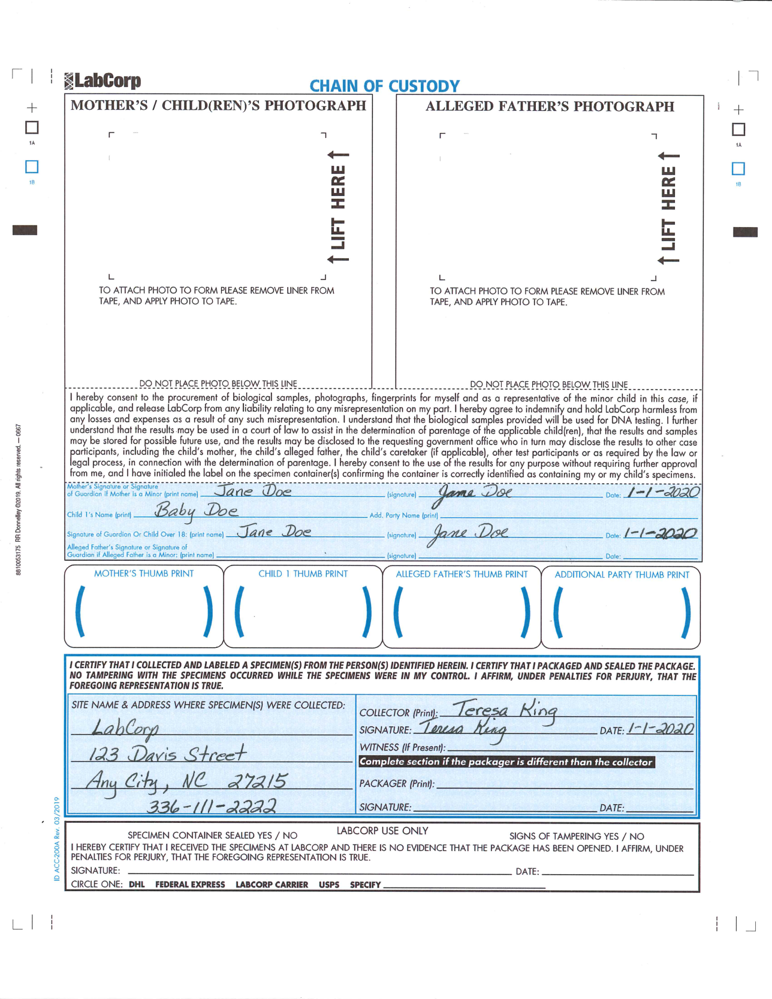 LabCorp
CHAIN OF CUSTODY
MOTHER'S / CHILD(REN)'S PHOTOGRAPH
ALLEGED FATHER'S PHOTOGRAPH
1A
1B
1A
1B
LIFT HERE
LIFT HERE
TO ATTACH PHOTO TO FORM PLEASE REMOVE LINER FROM
TAPE, AND APPLY PHOTO TO TAPE.
TO ATTACH PHOTO TO FORM PLEASE REMOVE LINER FROM
TAPE, AND APPLY PHOTO TO TAPE.
DO NOT PLACE PHOTO BELOW THIS LINE
DO NOT PLACE PHOTO BELOW THIS LINE
I hereby consent to the procurement of biological samples, photographs, fingerprints for myself and as a representative of the minor child in this case, if
applicable, and release LabCorp from any liability relating to any misrepresentation on my part. I hereby agree to indemnify and hold LabCorp harmless from
any losses and expenses as a result of any such misrepresentation. I understand that the biological samples provided will be used for DNA testing. I further
understand that the results may be used in a court of law to assist in the determination of parentage of the applicable child(ren), that the results and samples
may be stored for possible future use, and the results may be disclosed to the requesting government office who in turn may disclose the results to other case
participants, including the child's mother, the child's alleged father, the child's caretaker (if applicable), other test participants or as required by the law or
legal process, in connection with the determination of parentage. I hereby consent to the use of the results for any purpose without requiring further approval
from me, and I have initialed the label on the specimen container(s) confirming the container is correctly identified as containing my or my child's specimens.
Mother's Signature or Signature
of Guardian if Mother is a Minor (print name) Jane Doe (signature) Jane Doe Date: 1-1-2020
Child 1's Name (print) Baby Doe Add. Party Name (print)
Signature of Guardian Or Child Over 18: (print name) Jane Doe (signature) Jane Doe Date: 1-1-2020
Alleged Father's Signature or Signature of
Guardian if Alleged Father is a Minor: (print name) (signature) Date:
8810053175 RR Donnelley ©2019. All rights reserved. — 0667
MOTHER'S THUMB PRINT
CHILD 1 THUMB PRINT
ALLEGED FATHER'S THUMB PRINT
ADDITIONAL PARTY THUMB PRINT
I CERTIFY THAT I COLLECTED AND LABELED A SPECIMEN(S) FROM THE PERSON(S) IDENTIFIED HEREIN. I CERTIFY THAT I PACKAGED AND SEALED THE PACKAGE.
NO TAMPERING WITH THE SPECIMENS OCCURRED WHILE THE SPECIMENS WERE IN MY CONTROL. I AFFIRM, UNDER PENALTIES FOR PERJURY, THAT THE
FOREGOING REPRESENTATION IS TRUE.
SITE NAME & ADDRESS WHERE SPECIMEN(S) WERE COLLECTED:
LabCorp
123 Davis Street
Any City, NC 27215
336-111-2222
COLLECTOR (Print): Teresa King
SIGNATURE: Teresa King DATE: 1-1-2020
WITNESS (If Present):
Complete section if the packager is different than the collector
PACKAGER (Print):
SIGNATURE: DATE:
ID ACC-200A Rev. 03/2019
LABCORP USE ONLY
SPECIMEN CONTAINER SEALED YES / NO SIGNS OF TAMPERING YES / NO
I HEREBY CERTIFY THAT I RECEIVED THE SPECIMENS AT LABCORP AND THERE IS NO EVIDENCE THAT THE PACKAGE HAS BEEN OPENED. I AFFIRM, UNDER
PENALTIES FOR PERJURY, THAT THE FOREGOING REPRESENTATION IS TRUE.
SIGNATURE: DATE:
CIRCLE ONE: DHL FEDERAL EXPRESS LABCORP CARRIER USPS SPECIFY